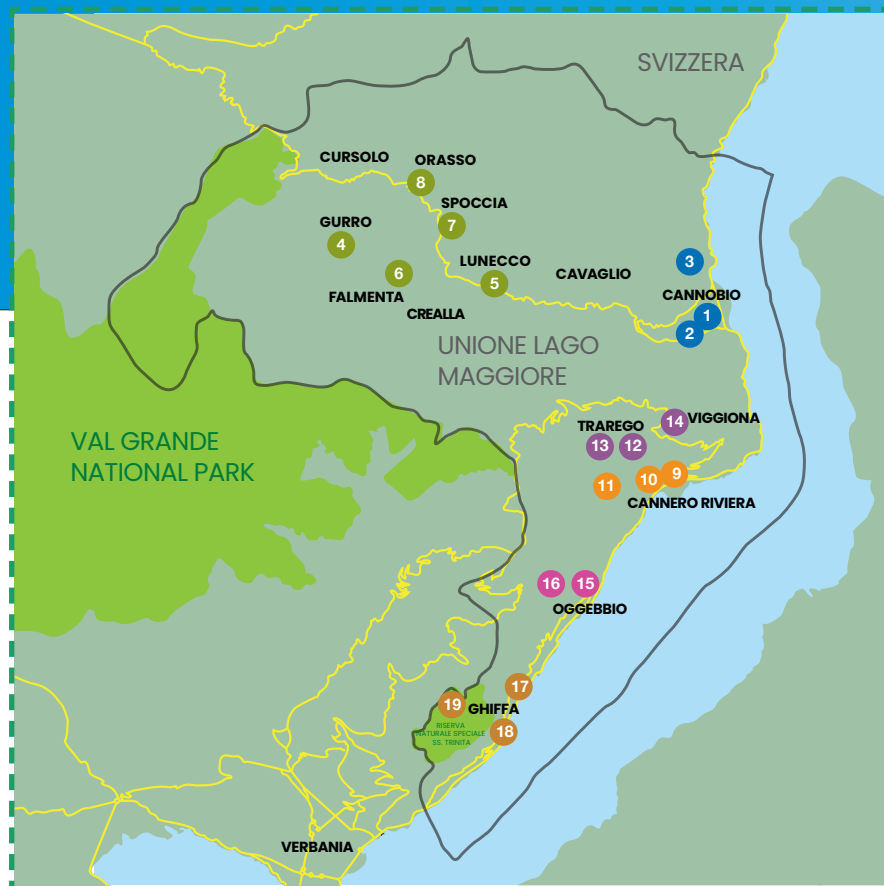 SVIZZERA
CURSOLO
ORASSO
8
SPOCCIA
7
GURRO
4
LUNECCO
5
6
FALMENTA
CREALLA
CAVAGLIO
3
CANNOBIO
1
2
UNIONE LAGO
MAGGIORE
VAL GRANDE
NATIONAL PARK
14
VIGGIONA
TRAREGO
13
12
11
10
9
CANNERO RIVIERA
16
15
OGGEBBIO
17
19
GHIFFA
RISERVA
NATURALE SPECIALE
SS. TRINITA
18
VERBANIA